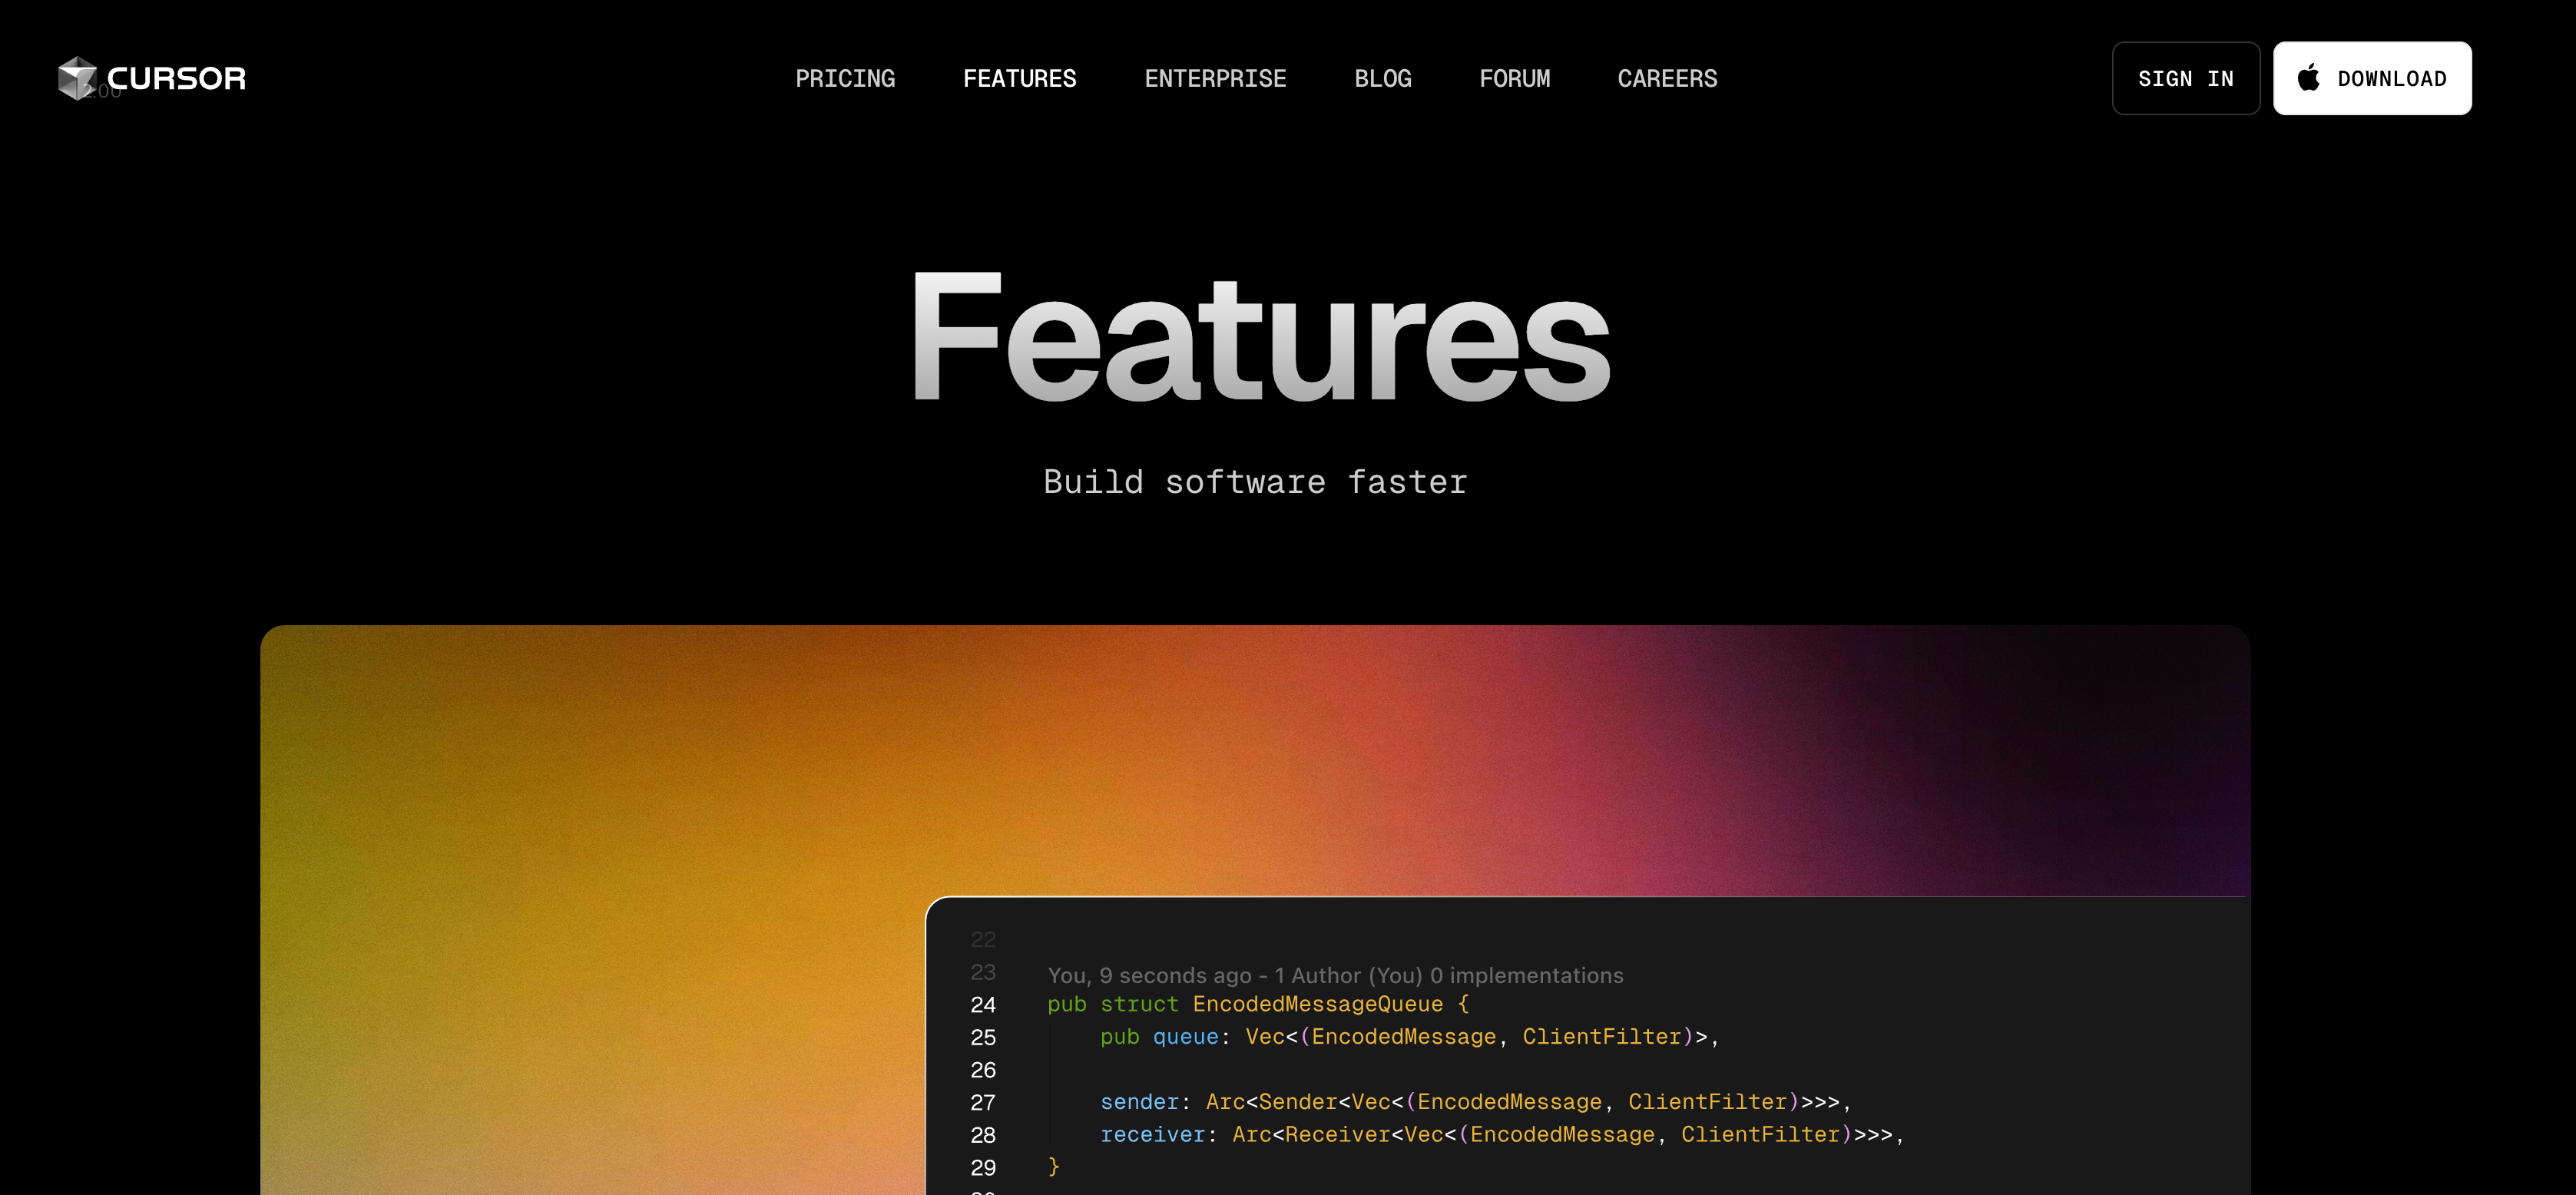 CURSOR
2:00
PRICING FEATURES ENTERPRISE BLOG FORUM CAREERS
SIGN IN DOWNLOAD
Features
Build software faster
22
23 You, 9 seconds ago - 1 Author (You) 0 implementations
24 pub struct EncodedMessageQueue {
25 pub queue: Vec<(EncodedMessage, ClientFilter)>,
26
27 sender: Arc<Sender<Vec<(EncodedMessage, ClientFilter)>>>,
28 receiver: Arc<Receiver<Vec<(EncodedMessage, ClientFilter)>>>,
29 }